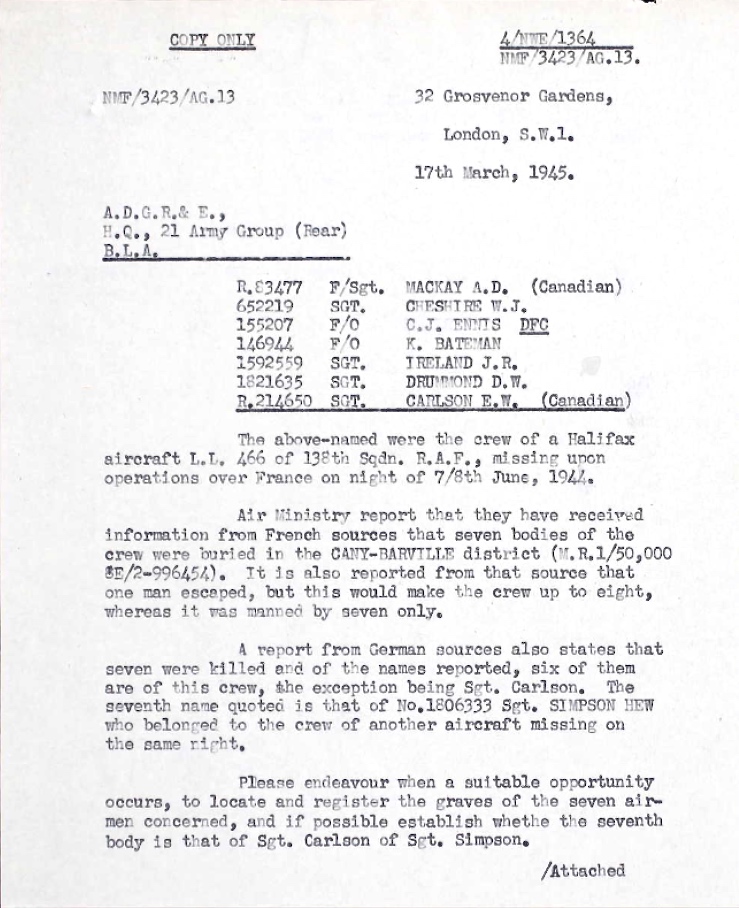 COPY ONLY
4/NWE/1364
NMF/3423/AG.13.
NMF/3423/AG.13
32 Grosvenor Gardens,
London, S.W.1.
17th March, 1945.
A.D.G.R.& E.,
H.Q., 21 Army Group (Rear)
B.L.A.
R.83477 F/Sgt. MACKAY A.D. (Canadian)
652219 SGT. CHESHIRE W.J.
155207 F/O C.J. ENNIS DFC
146944 F/O K. BATEMAN
1592559 SGT. IRELAND J.R.
1821635 SGT. DRUMMOND D.W.
R.214650 SGT. CARLSON E.W. (Canadian)
The above-named were the crew of a Halifax
aircraft L.L. 466 of 138th Sqdn. R.A.F., missing upon
operations over France on night of 7/8th June, 1944.
Air Ministry report that they have received
information from French sources that seven bodies of the
crew were buried in the CANY-BARVILLE district (M.R.1/50,000
8E/2-996454). It is also reported from that source that
one man escaped, but this would make the crew up to eight,
whereas it was manned by seven only.
A report from German sources also states that
seven were killed and of the names reported, six of them
are of this crew, the exception being Sgt. Carlson. The
seventh name quoted is that of No.1806333 Sgt. SIMPSON HEW
who belonged to the crew of another aircraft missing on
the same night.
Please endeavour when a suitable opportunity
occurs, to locate and register the graves of the seven air-
men concerned, and if possible establish whethe the seventh
body is that of Sgt. Carlson of Sgt. Simpson.
/Attached